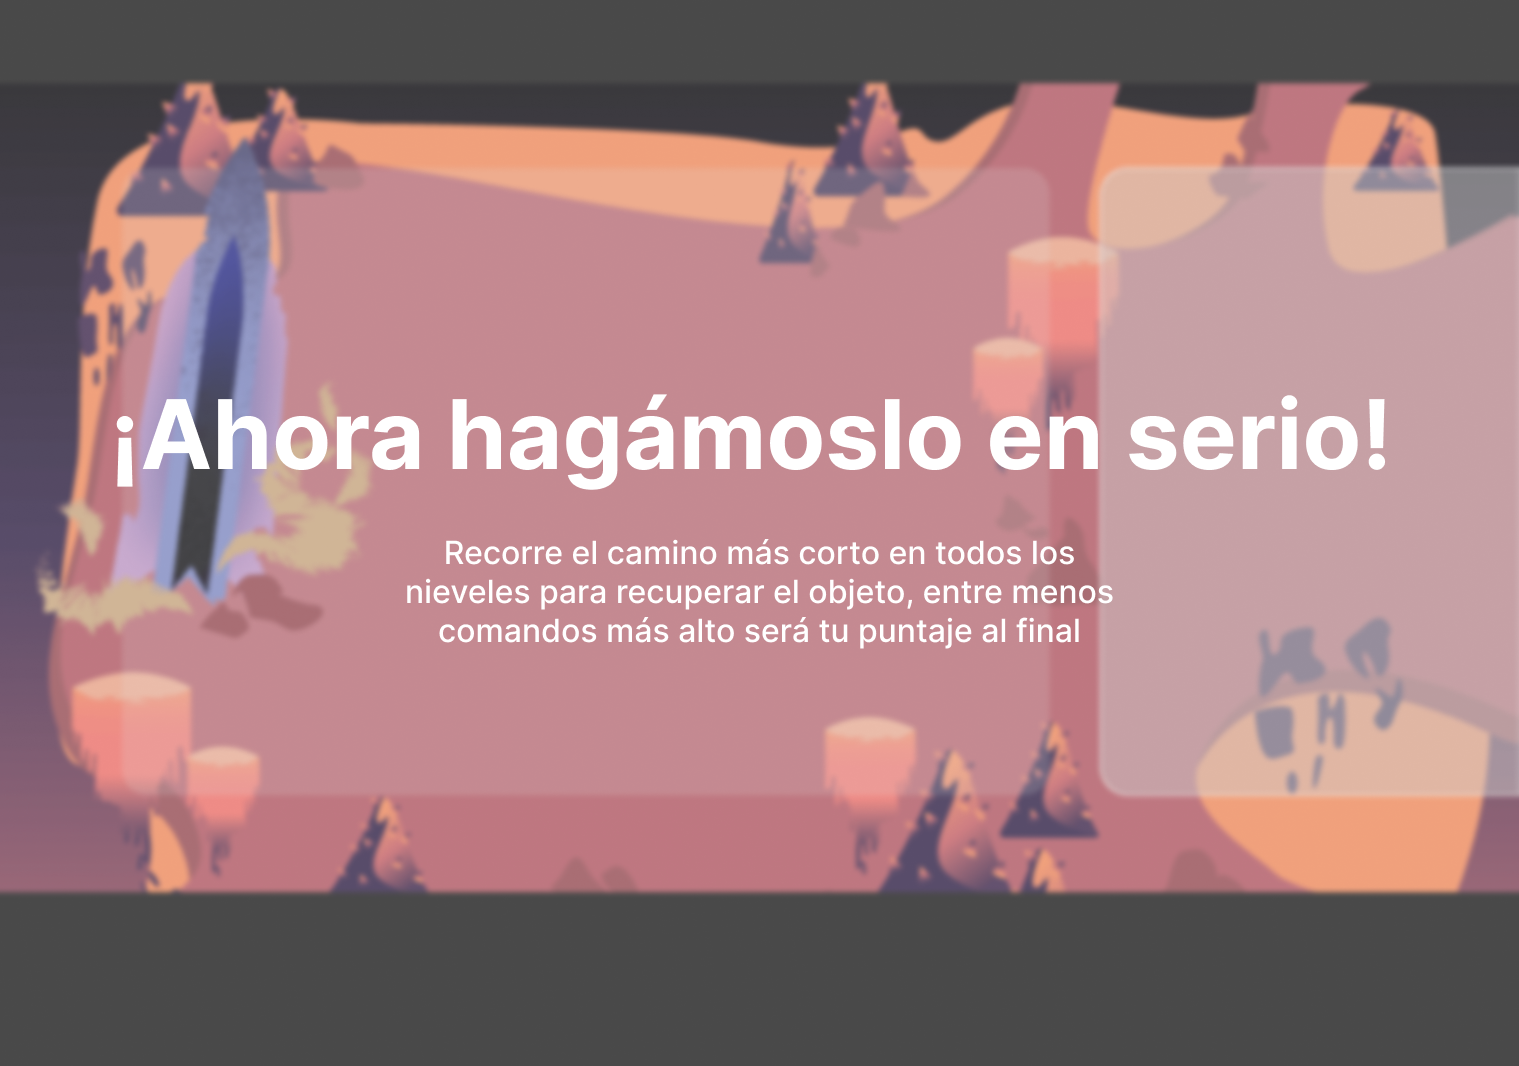 ¡Ahora hagámoslo en serio!
Recorre el camino más corto en todos los
nieveles para recuperar el objeto, entre menos
comandos más alto será tu puntaje al final